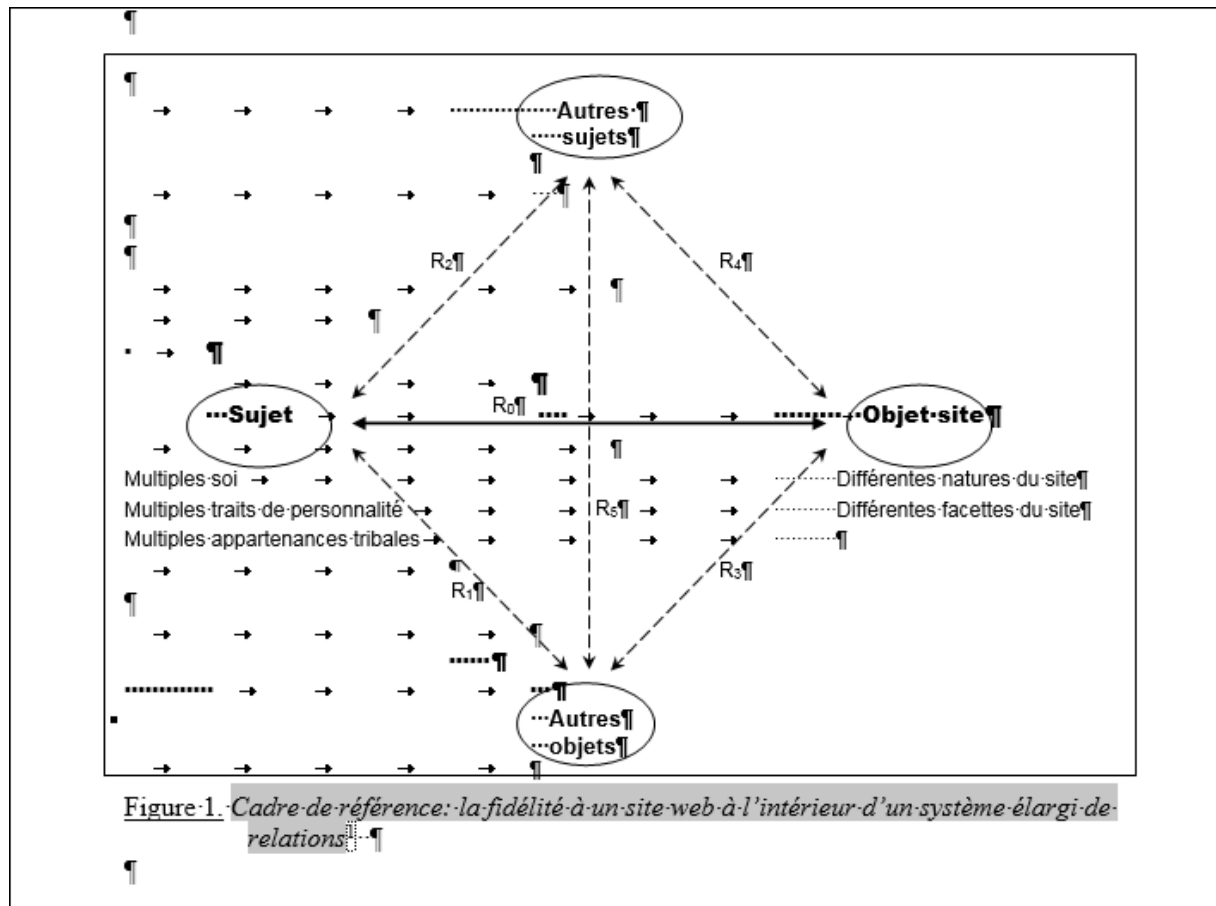 Autres
sujets
R₂
R₄
Sujet
R₀
Objet site
Multiples soi
Différentes natures du site
Multiples traits de personnalité
R₅
Différentes facettes du site
Multiples appartenances tribales
R₁
R₃
Autres
objets
Figure 1. Cadre de référence: la fidélité à un site web à l’intérieur d’un système élargi de
relations¹